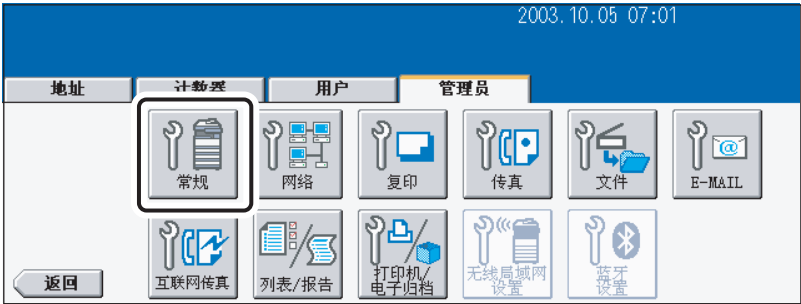 2003.10.05 07:01
地址
计数器
用户
管理员
常规
网络
复印
传真
文件
E-MAIL
互联网传真
列表/报告
打印机/
电子归档
无线局域网
设置
蓝牙
设置
返回